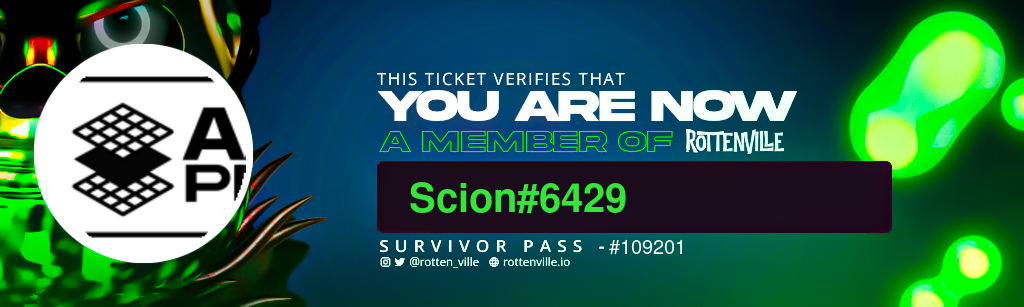 THIS TICKET VERIFIES THAT
YOU ARE NOW
A MEMBER OF ROTTENVILLE
Scion#6429
SURVIVOR PASS - #109201
@rotten_ville rottenville.io
A